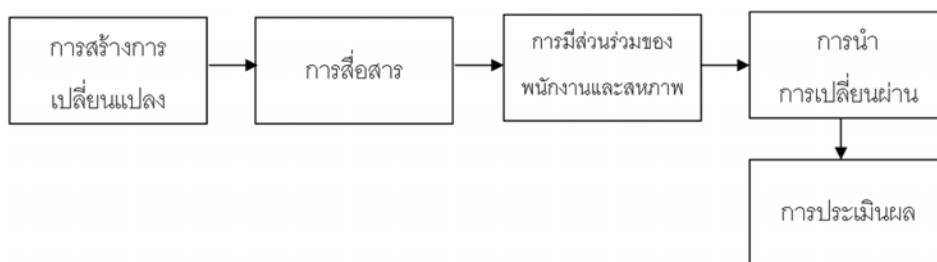 การสร้างการ
เปลี่ยนแปลง
การสื่อสาร
การมีส่วนร่วมของ
พนักงานและสหภาพ
การนำ
การเปลี่ยนผ่าน
การประเมินผล